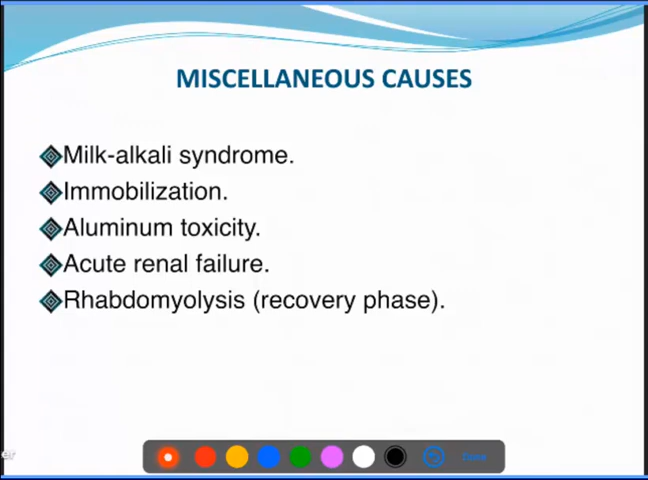 MISCELLANEOUS CAUSES
Milk-alkali syndrome.
Immobilization.
Aluminum toxicity.
Acute renal failure.
Rhabdomyolysis (recovery phase).